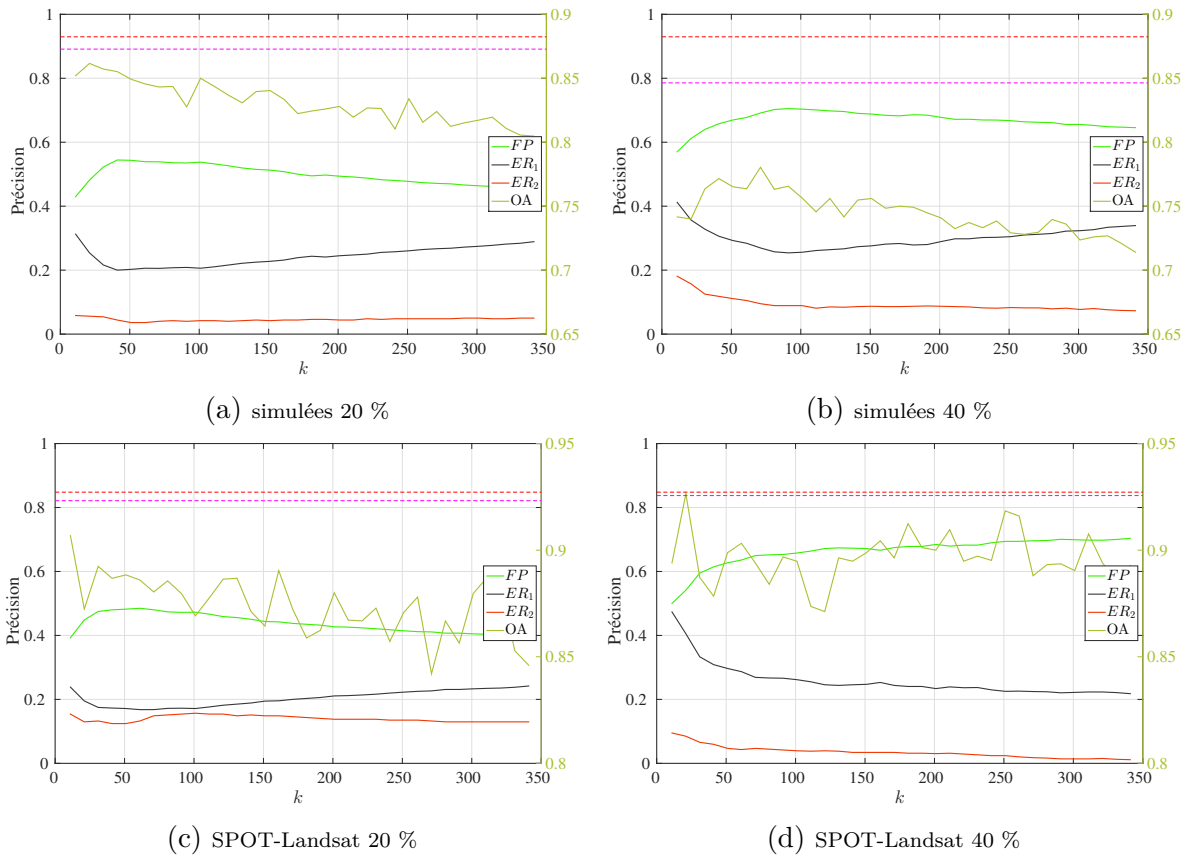 1
0.8
0.6
0.4
0.2
0
Précision
0.9
0.85
0.8
0.75
0.7
0.65
FP
ER1
ER2
OA
0 50 100 150 200 250 300 350
k
(a) simulées 20 %
1
0.8
0.6
0.4
0.2
0
Précision
0.9
0.85
0.8
0.75
0.7
0.65
FP
ER1
ER2
OA
0 50 100 150 200 250 300 350
k
(b) simulées 40 %
1
0.8
0.6
0.4
0.2
0
Précision
0.95
0.9
0.85
0.8
FP
ER1
ER2
OA
0 50 100 150 200 250 300 350
k
(c) SPOT-Landsat 20 %
1
0.8
0.6
0.4
0.2
0
Précision
0.95
0.9
0.85
0.8
FP
ER1
ER2
OA
0 50 100 150 200 250 300 350
k
(d) SPOT-Landsat 40 %